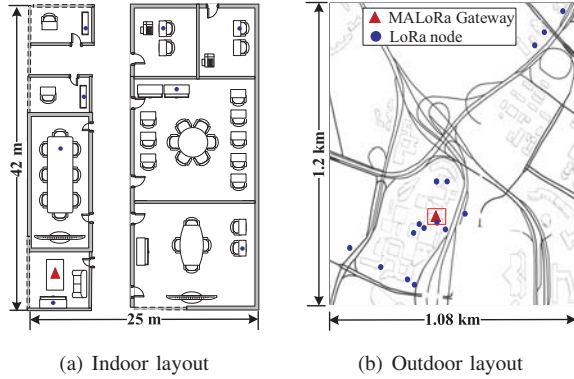 42 m
25 m
MALoRa Gateway
LoRa node
1.2 km
1.08 km
(a) Indoor layout
(b) Outdoor layout